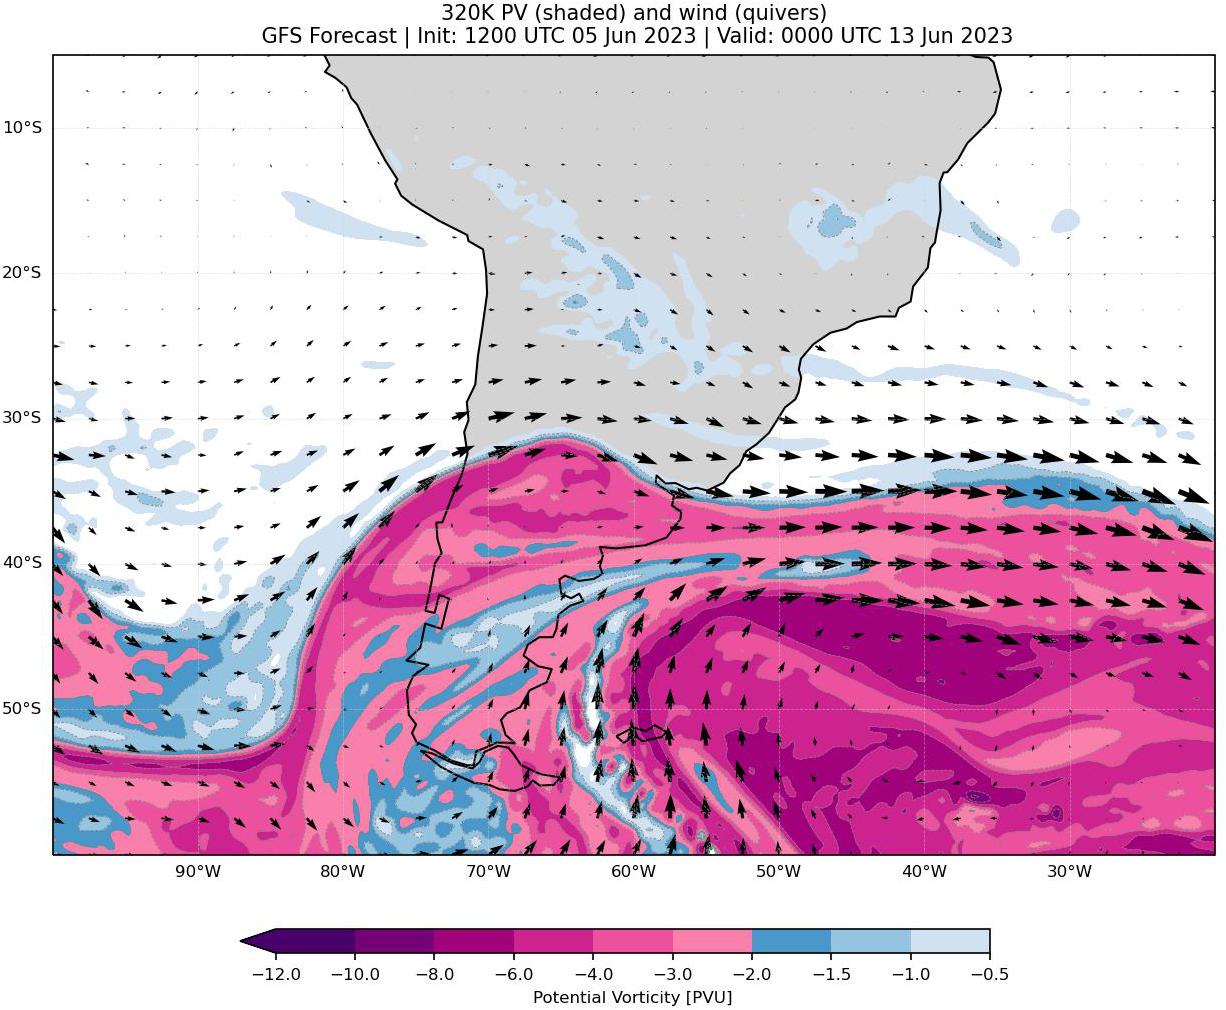 320K PV (shaded) and wind (quivers)
GFS Forecast | Init: 1200 UTC 05 Jun 2023 | Valid: 0000 UTC 13 Jun 2023
10°S
20°S
30°S
40°S
50°S
90°W 80°W 70°W 60°W 50°W 40°W 30°W
−12.0 −10.0 −8.0 −6.0 −4.0 −3.0 −2.0 −1.5 −1.0 −0.5
Potential Vorticity [PVU]